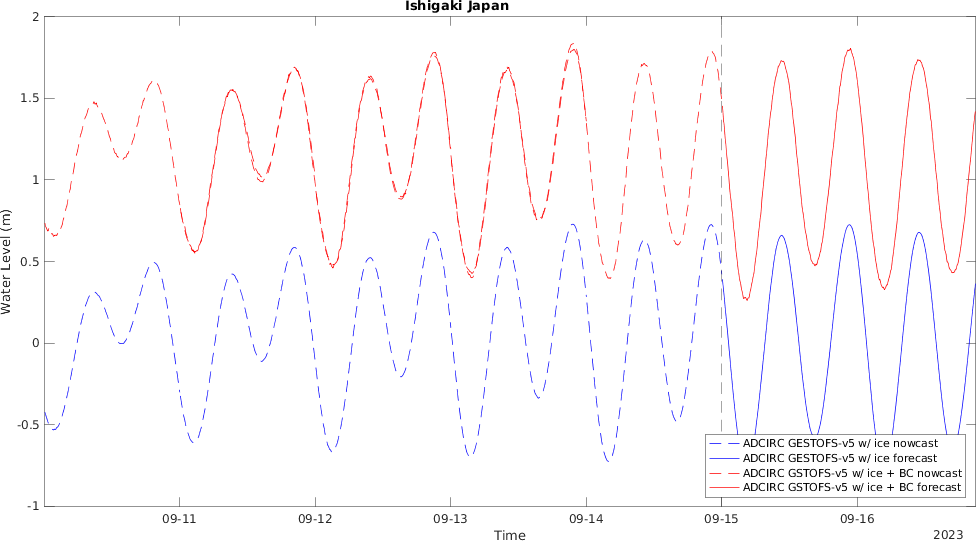 Ishigaki Japan
2
1.5
1
0.5
0
-0.5
-1
Water Level (m)
09-11
09-12
09-13
09-14
09-15
09-16
Time
2023
ADCIRC GESTOFS-v5 w/ ice nowcast
ADCIRC GESTOFS-v5 w/ ice forecast
ADCIRC GSTOFS-v5 w/ ice + BC nowcast
ADCIRC GSTOFS-v5 w/ ice + BC forecast